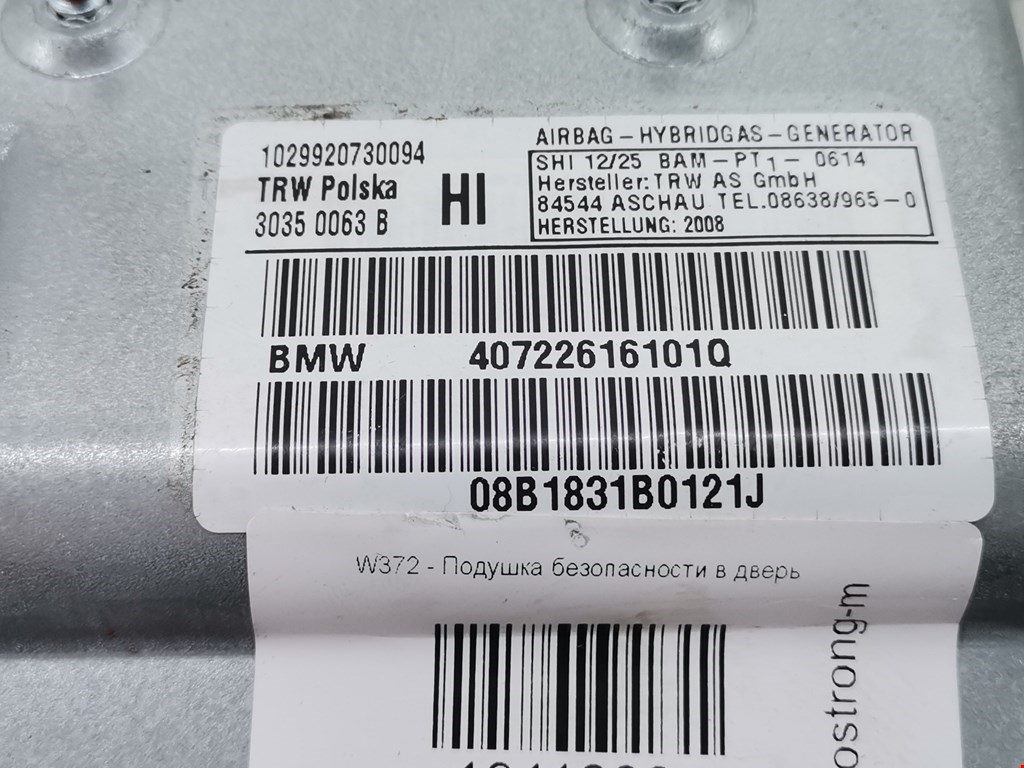 1029920730094
TRW Polska
3035 0063 B
HI
AIRBAG-HYBRIDGAS-GENERATOR
SHI 12/25 BAM-PT1-0614
Hersteller: TRW AS GmbH
84544 ASCHAU TEL.08638/965-0
HERSTELLUNG: 2008
BMW 40722616101Q
08B1831B0121J
W372 - Подушка безопасности в дверь
ostrong-m